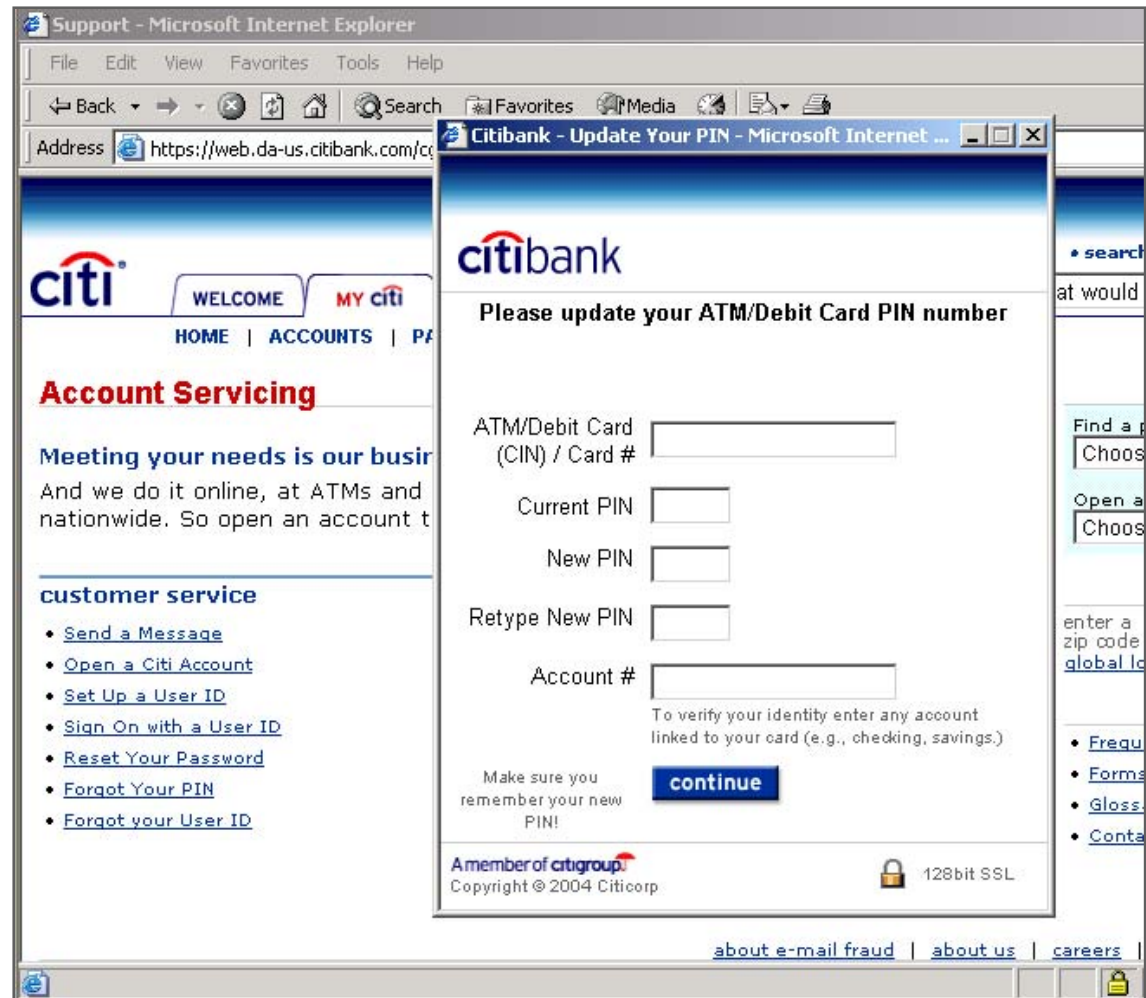 Support - Microsoft Internet Explorer
File Edit View Favorites Tools Help
Back Search Favorites Media
Address https://web.da-us.citibank.com/cg
citi
WELCOME MY citi
HOME | ACCOUNTS |
Account Servicing
Meeting your needs is our
And we do it online, at ATMs and
nationwide. So open an account
customer service
Send a Message
Open a Citi Account
Set Up a User ID
Sign On with a User ID
Reset Your Password
Forgot Your PIN
Forgot your User ID
Citibank - Update Your PIN - Microsoft Internet ...
citibank
Please update your ATM/Debit Card PIN number
ATM/Debit Card
(CIN) / Card #
Current PIN
New PIN
Retype New PIN
Account #
To verify your identity enter any account
linked to your card (e.g., checking, savings.)
Make sure you
remember your new
PIN!
continue
A member of citigroup
Copyright © 2004 Citicorp
128bit SSL
search
at would
Find a
Choos
Open a
Choos
enter a
zip code
global
Frequ
Forms
Gloss
Conta
about e-mail fraud | about us | careers |